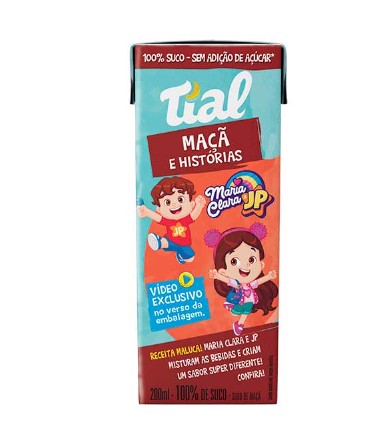 100% SUCO - SEM ADIÇÃO DE AÇÚCAR*
Tial
MAÇÃ
E HISTÓRIAS
Maria
Clara JP
JP
VÍDEO
EXCLUSIVO
no verso da
embalagem.
RECEITA MALUCA! MARIA CLARA E JP
MISTURAM AS BEBIDAS E CRIAM
UM SABOR SUPER DIFERENTE!
CONFIRA!
200ml - 100% DE SUCO - SUCO DE MAÇÃ